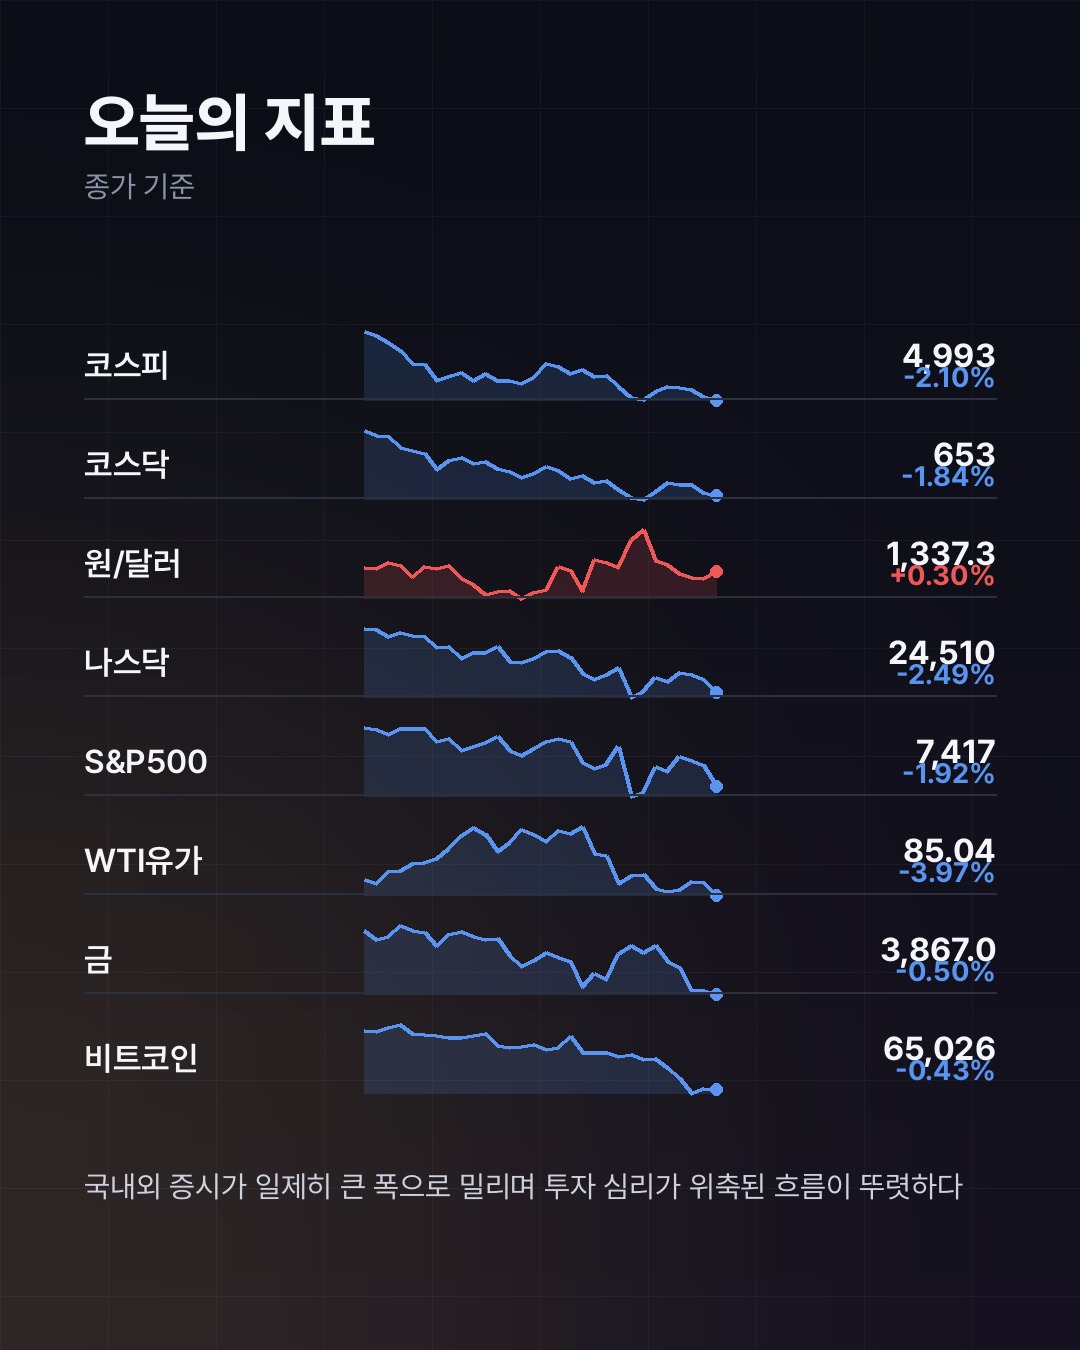 오늘의 지표
종가 기준
코스피
4,993
-2.10%
코스닥
653
-1.84%
원/달러
1,337.3
+0.30%
나스닥
24,510
-2.49%
S&P500
7,417
-1.92%
WTI유가
85.04
-3.97%
금
3,867.0
-0.50%
비트코인
65,026
-0.43%
국내외 증시가 일제히 큰 폭으로 밀리며 투자 심리가 위축된 흐름이 뚜렷하다